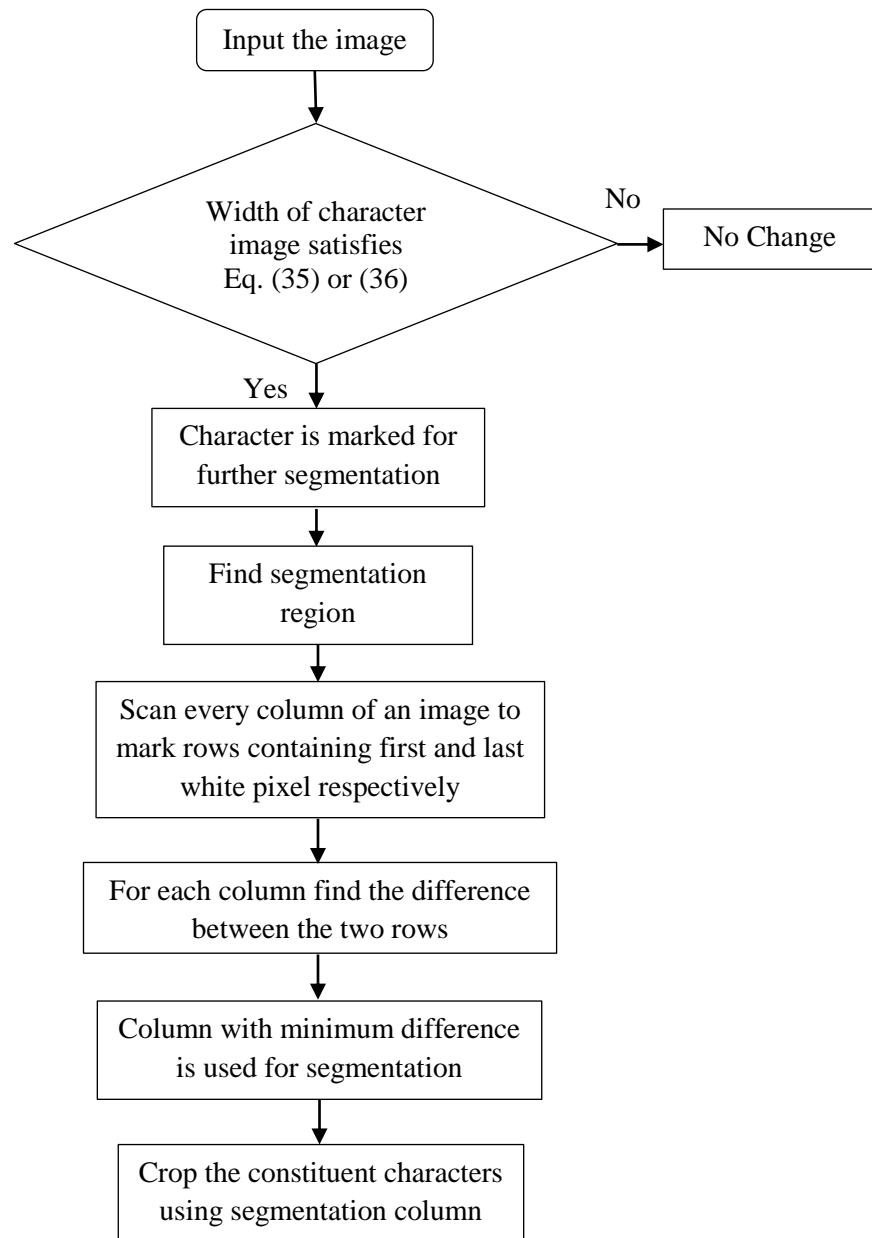 Input the image
Width of character
image satisfies
Eq. (35) or (36)
No
No Change
Yes
Character is marked for
further segmentation
Find segmentation
region
Scan every column of an image to
mark rows containing first and last
white pixel respectively
For each column find the difference
between the two rows
Column with minimum difference
is used for segmentation
Crop the constituent characters
using segmentation column